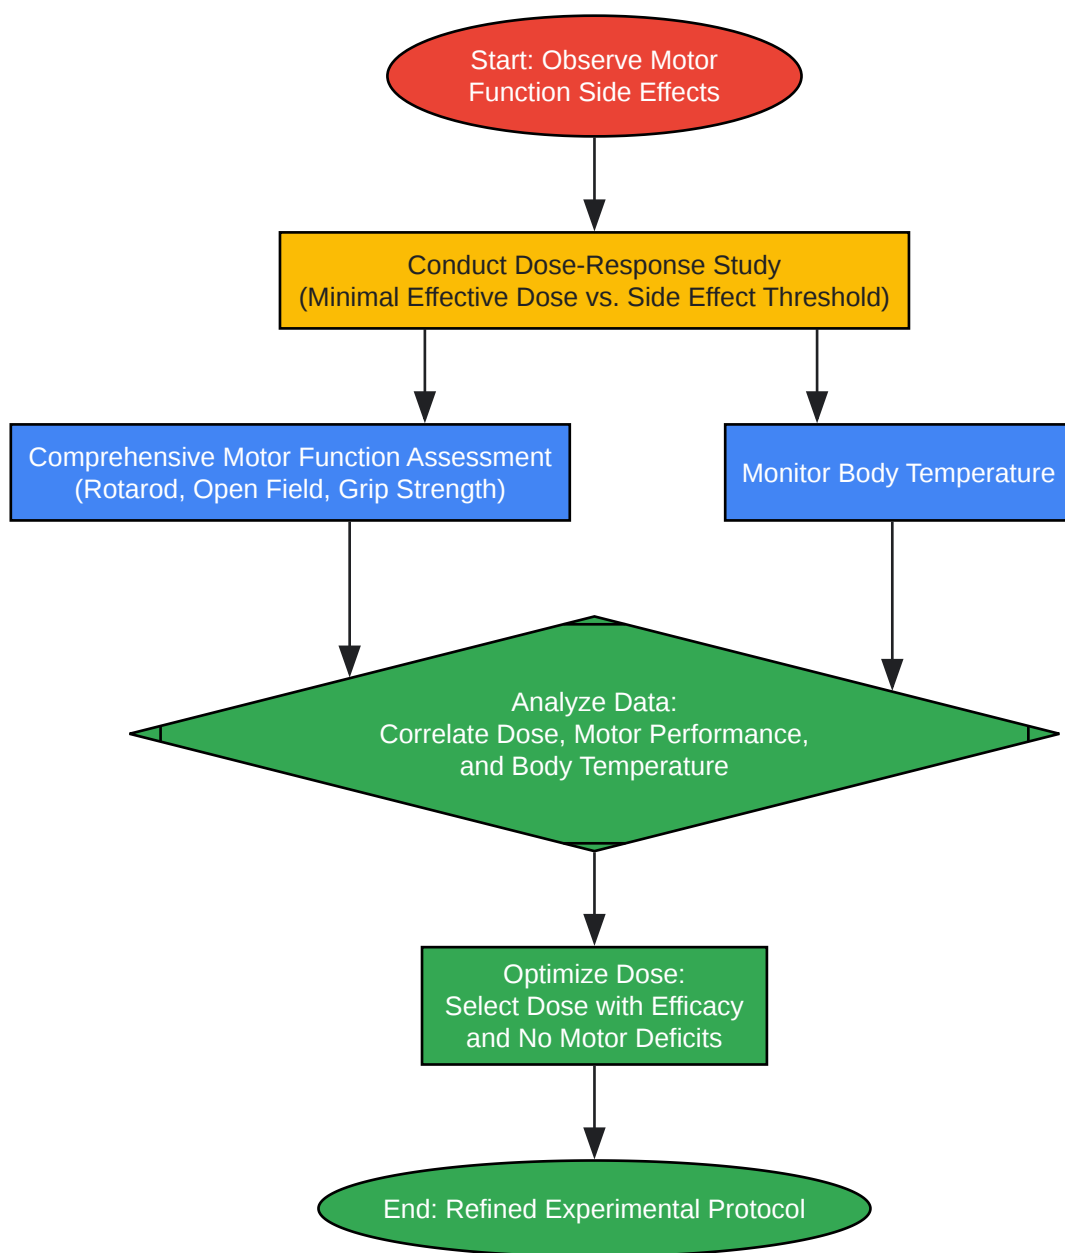 Start: Observe Motor
Function Side Effects
Conduct Dose-Response Study
(Minimal Effective Dose vs. Side Effect Threshold)
Comprehensive Motor Function Assessment
(Rotarod, Open Field, Grip Strength)
Monitor Body Temperature
Analyze Data:
Correlate Dose, Motor Performance,
and Body Temperature
Optimize Dose:
Select Dose with Efficacy
and No Motor Deficits
End: Refined Experimental Protocol